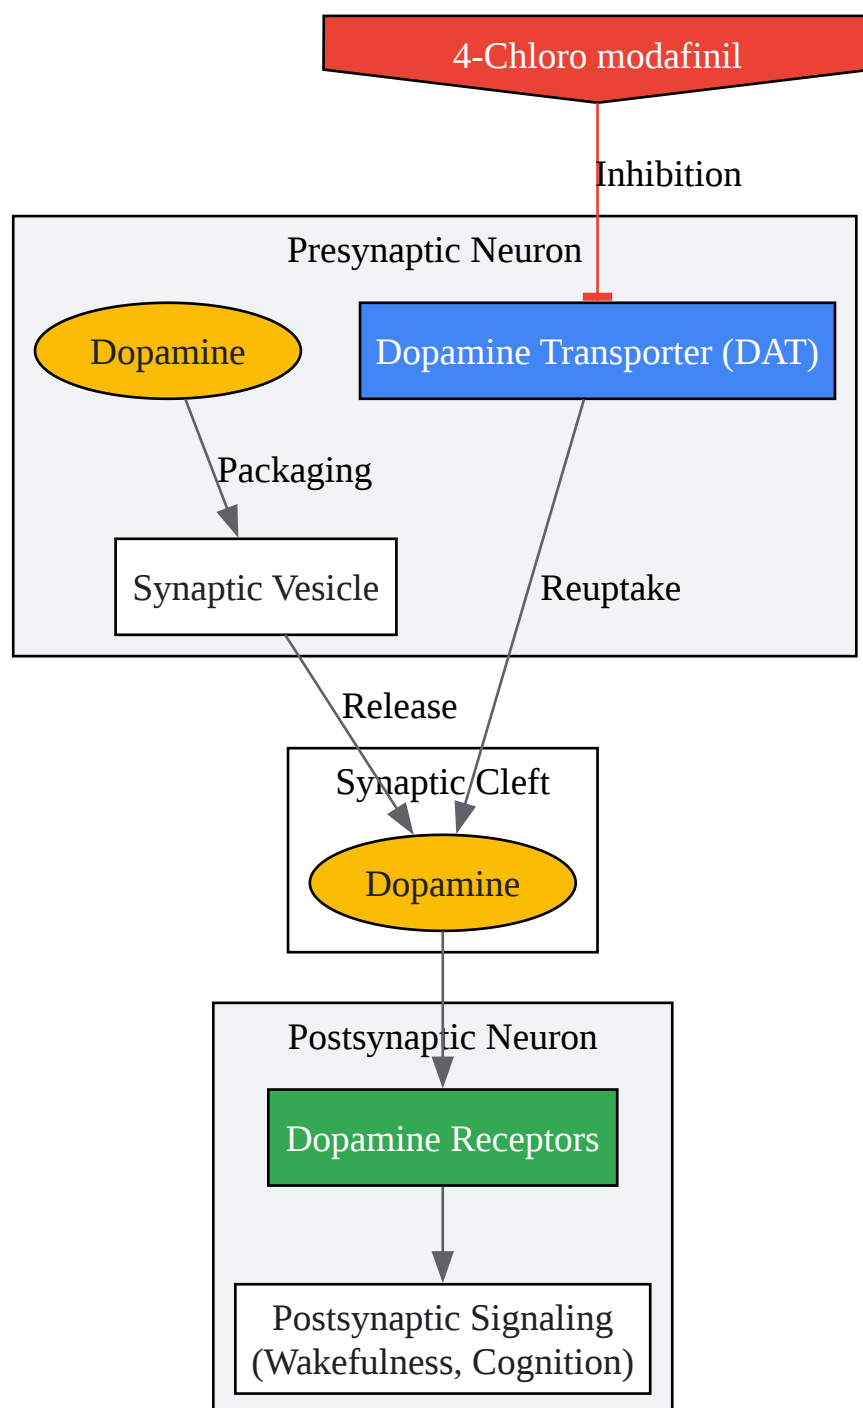 4-Chloro modafinil
Inhibition
Presynaptic Neuron
Dopamine
Dopamine Transporter (DAT)
Packaging
Synaptic Vesicle
Reuptake
Release
Synaptic Cleft
Dopamine
Postsynaptic Neuron
Dopamine Receptors
Postsynaptic Signaling
(Wakefulness, Cognition)